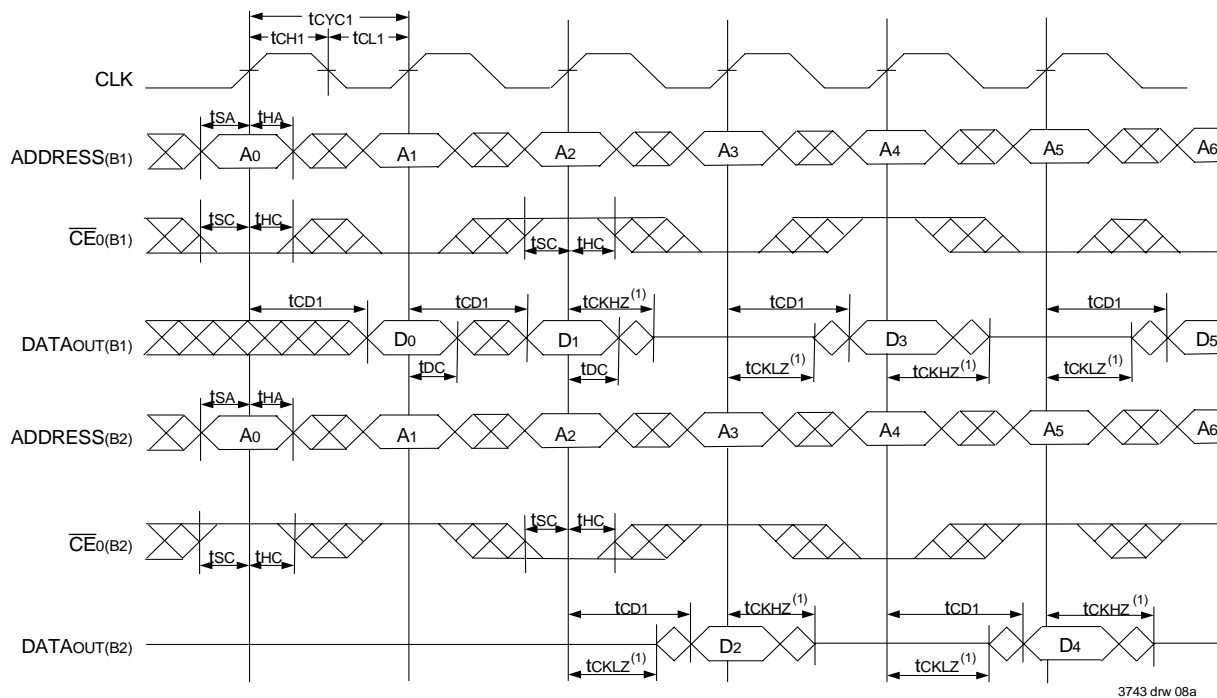 tCYC1
tCH1 tCL1
CLK
tSA tHA
ADDRESS(B1) A0 A1 A2 A3 A4 A5 A6
tSC tHC
CE0(B1)
tSC tHC
tCD1 tCD1 tCKHZ(1) tCD1 tCD1
DATAOUT(B1) D0 D1 D3 D5
tDC tDC tCKLZ(1) tCKHZ(1) tCKLZ(1)
tSA tHA
ADDRESS(B2) A0 A1 A2 A3 A4 A5 A6
tSC tHC
CE0(B2)
tSC tHC
tCD1 tCKHZ(1) tCD1 tCKHZ(1)
DATAOUT(B2) D2 D4
tCKLZ(1) tCKLZ(1)
3743 drw 08a